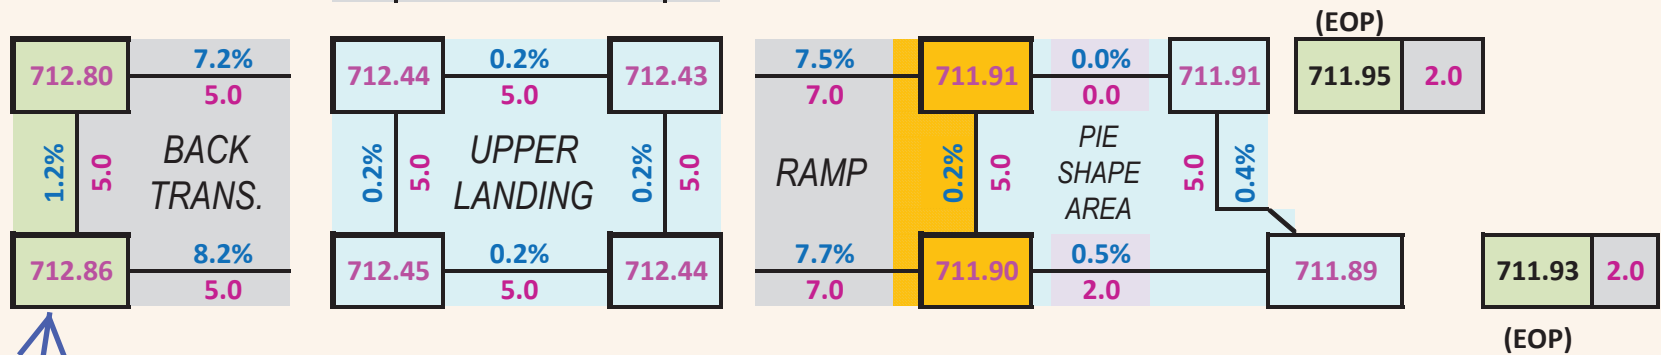 (EOP)
712.80 7.2% 712.44 0.2% 712.43 7.5% 711.91 0.0% 711.91 711.95 2.0
5.0 5.0 7.0 0.0
1.2% 5.0 BACK TRANS. 0.2% 5.0 UPPER LANDING 0.2% 5.0 RAMP 0.2% 5.0 PIE SHAPE AREA 5.0 0.4%
712.86 8.2% 712.45 0.2% 712.44 7.7% 711.90 0.5% 711.89 711.93 2.0
5.0 5.0 7.0 2.0
(EOP)